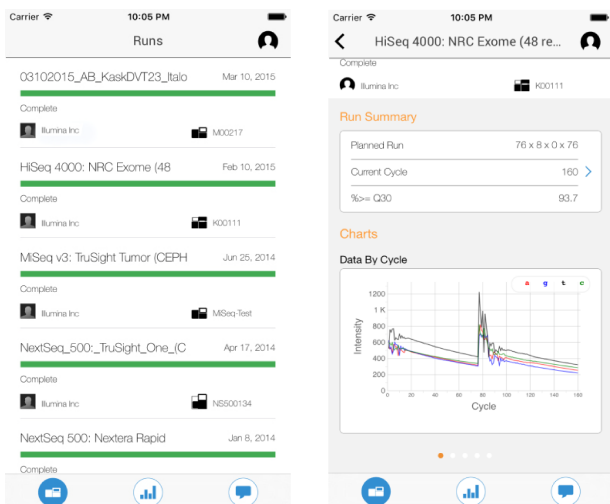 Carrier 10:05 PM
Runs
03102015_AB_KaskDVT23_Italo Mar 10, 2015
Complete
Illumina Inc M00217
HiSeq 4000: NRC Exome (48 Feb 10, 2015
Complete
Illumina Inc K00111
MiSeq v3: TruSight Tumor (CEPH Jun 25, 2014
Complete
Illumina Inc MiSeq-Test
NextSeq_500:_TruSight_One_(C Apr 17, 2014
Complete
Illumina Inc NS500134
NextSeq 500: Nextera Rapid Jan 8, 2014
Complete
Carrier 10:05 PM
HiSeq 4000: NRC Exome (48 re...
Complete
Illumina Inc K00111
Run Summary
Planned Run 76 x 8 x 0 x 76
Current Cycle 160
%>= Q30 93.7
Charts
Data By Cycle
a g t c
1200
1 K
800
600
400
200
0
Intensity
0 20 40 60 80 100 120 140 160
Cycle